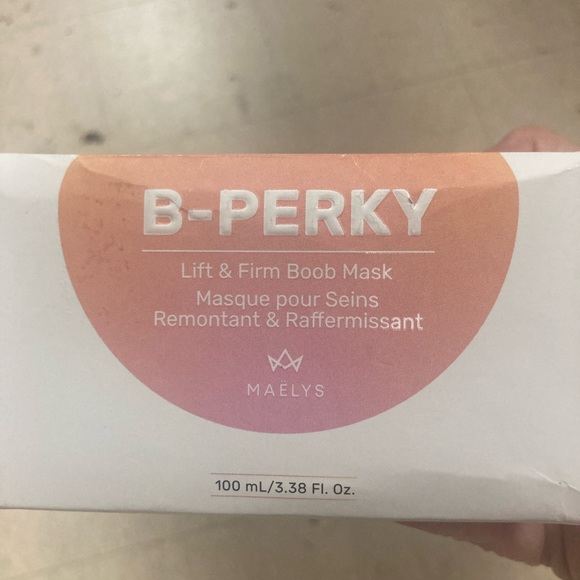 B-PERKY
Lift & Firm Boob Mask
Masque pour Seins
Remontant & Raffermissant
MAËLYS
100 mL/3.38 Fl. Oz.